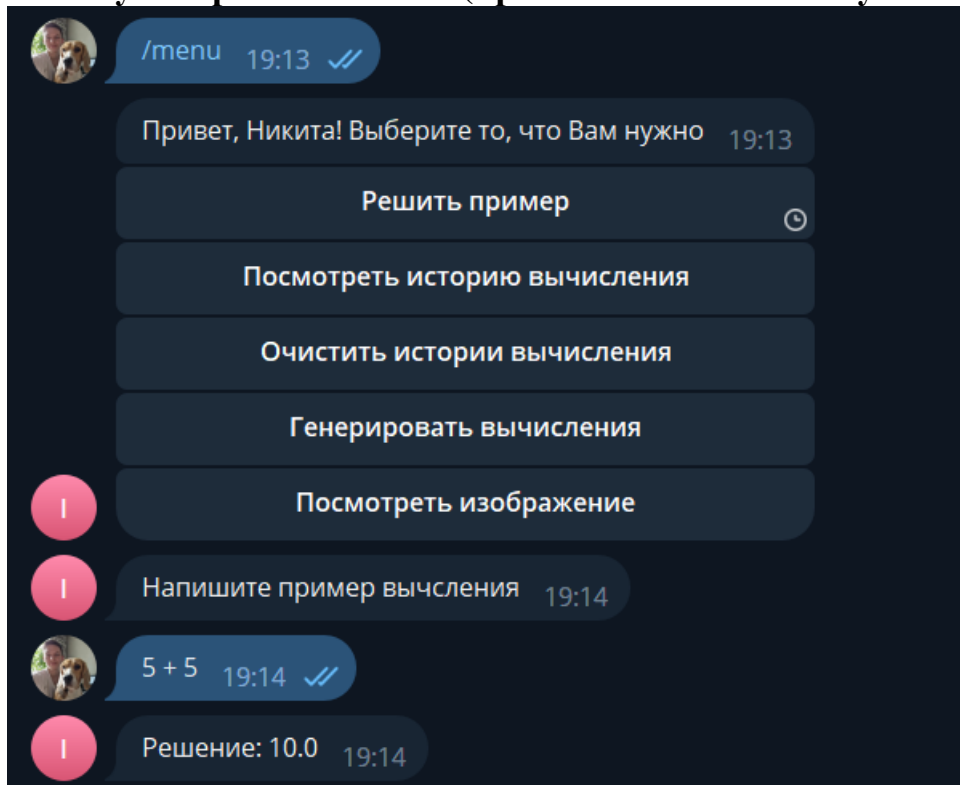 /menu 19:13
Привет, Никита! Выберите то, что Вам нужно 19:13
Решить пример
Посмотреть историю вычисления
Очистить истории вычисления
Генерировать вычисления
I Посмотреть изображение
I Напишите пример вычсления 19:14
5 + 5 19:14
I Решение: 10.0 19:14